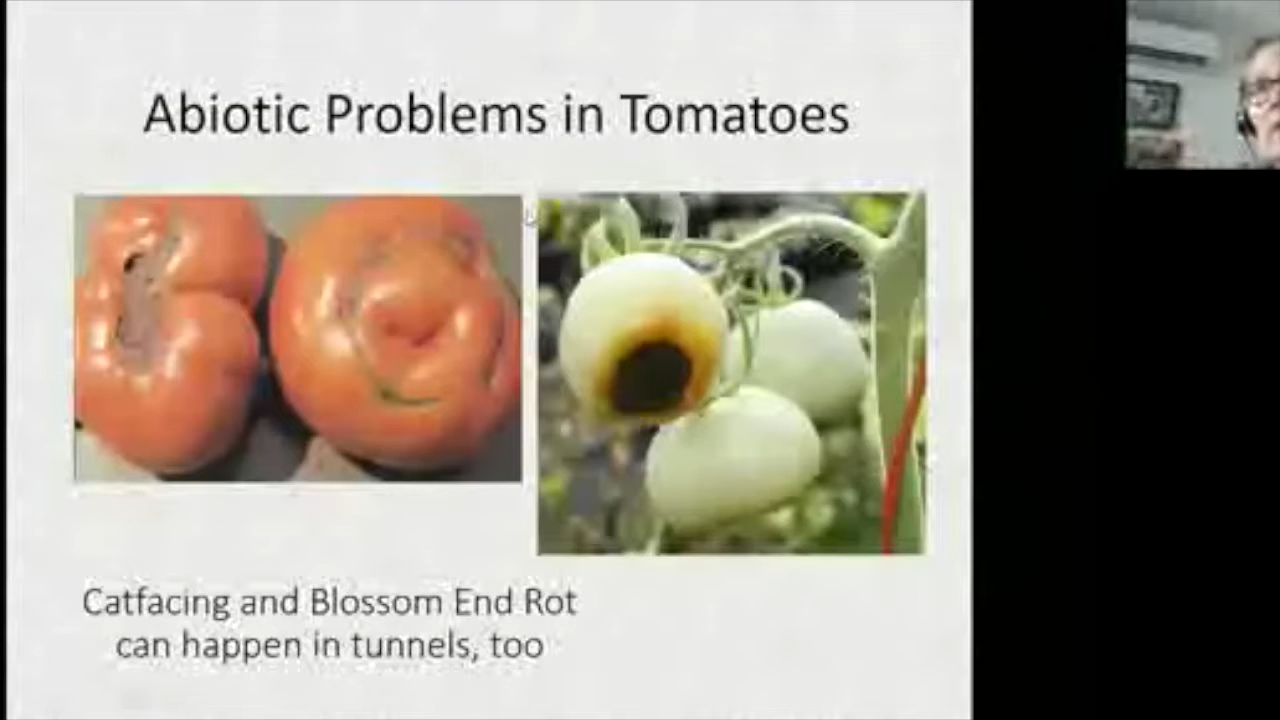 Abiotic Problems in Tomatoes
Catfacing and Blossom End Rot
can happen in tunnels, too